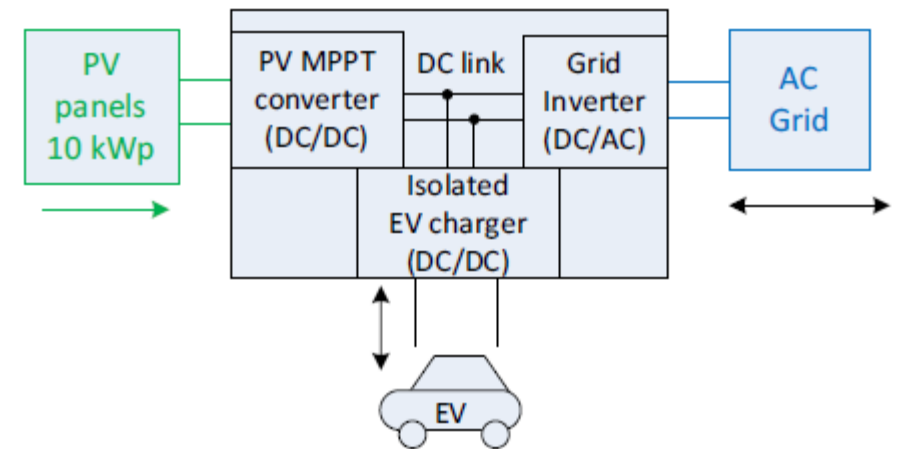 PV
panels
10 kWp
PV MPPT
converter
(DC/DC)
DC link
Grid
Inverter
(DC/AC)
AC
Grid
Isolated
EV charger
(DC/DC)
EV